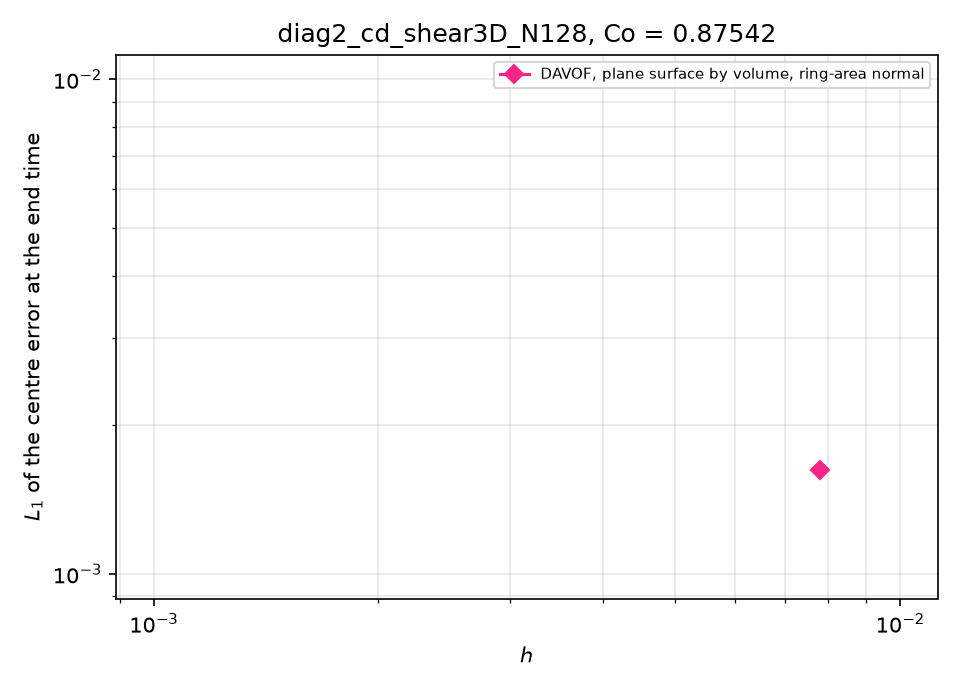 diag2_cd_shear3D_N128, Co = 0.87542
DAVOF, plane surface by volume, ring-area normal
10⁻²
10⁻³
L₁ of the centre error at the end time
10⁻³
10⁻²
h